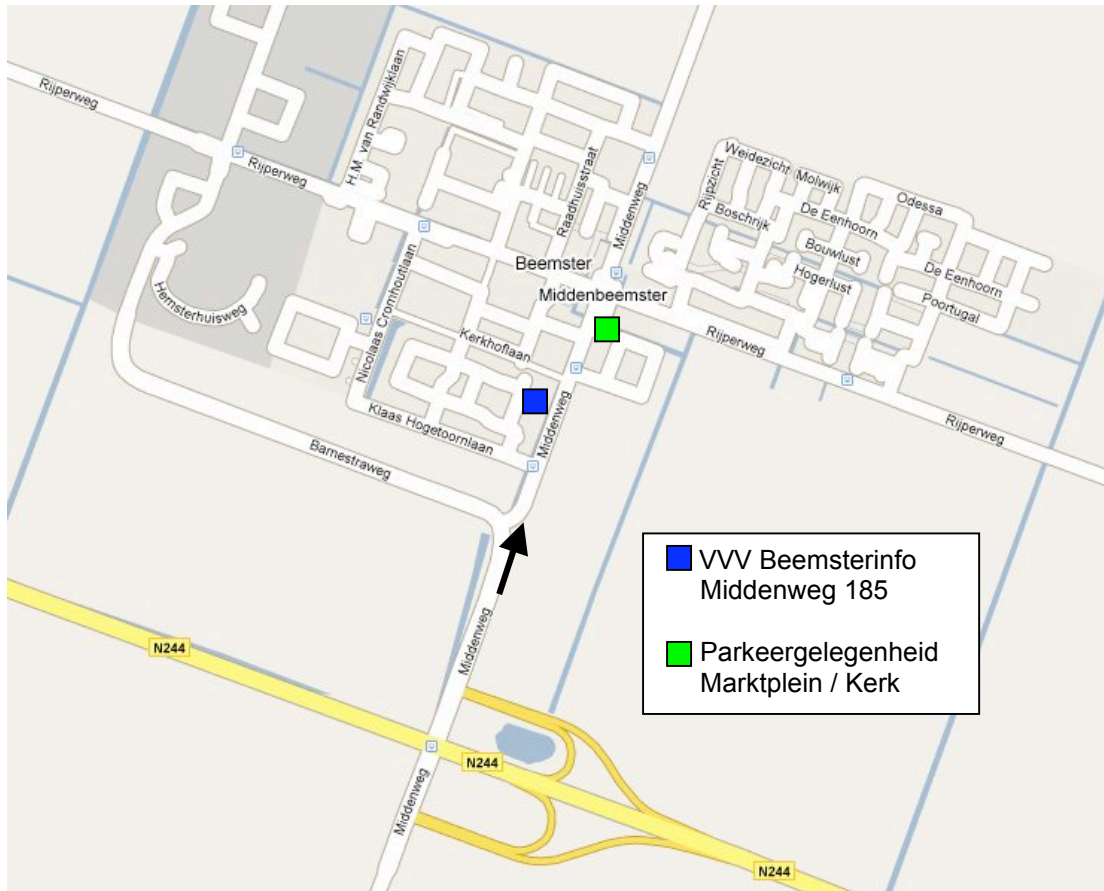 Rijperweg
H.M. van Randwijklaan
Rijperweg
Raadhuisstraat
Middenweg
Rijpzicht
Weidezicht
Molwijk
Odessa
Boschrijk
De Eenhoorn
Bouwlust
Hogerlust
De Eenhoorn
Poortugal
Beemster
Middenbeemster
Hemsterhuisweg
Nicolaas Cromhoutlaan
Kerkhoflaan
Rijperweg
Klaas Hogetoornlaan
Middenweg
Rijperweg
Barnestraweg
VVV Beemsterinfo
Middenweg 185
Parkeergelegenheid
Marktplein / Kerk
Middenweg
N244
N244
Middenweg
N244